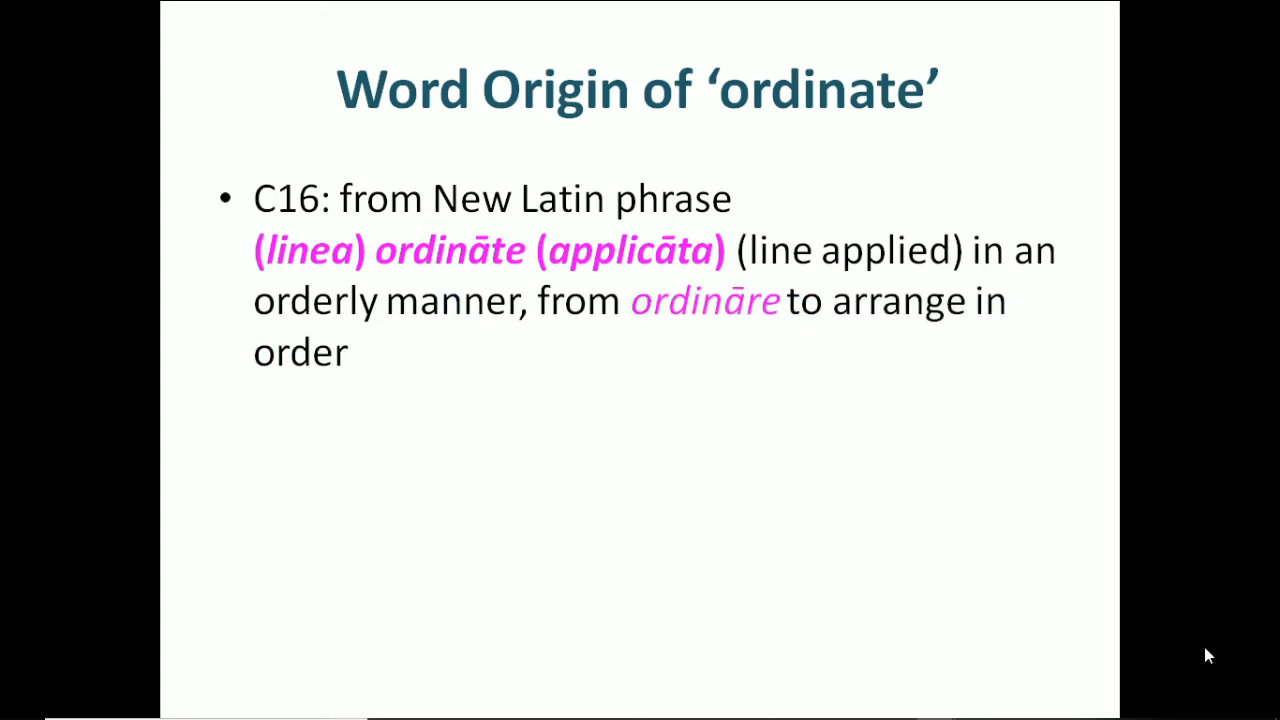 Word Origin of ‘ordinate’
• C16: from New Latin phrase
(linea) ordināte (applicāta) (line applied) in an
orderly manner, from ordināre to arrange in
order